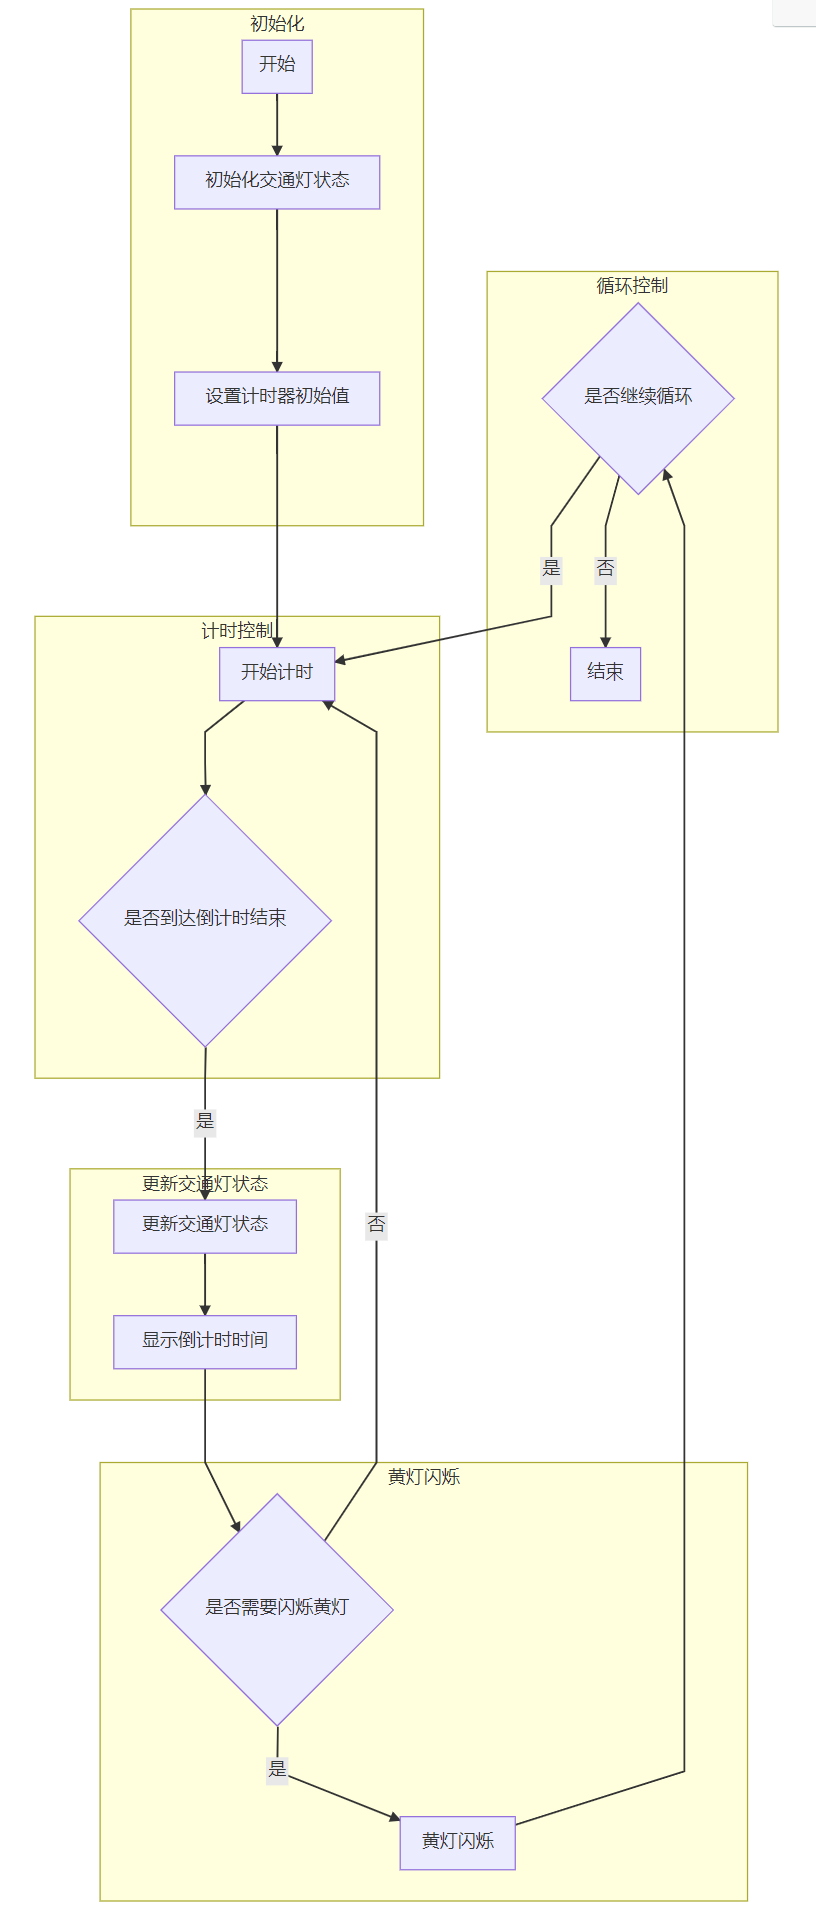 初始化
开始
初始化交通灯状态
设置计时器初始值
循环控制
是否继续循环
是
否
结束
计时控制
开始计时
是否到达倒计时结束
是
更新交通灯状态
更新交通灯状态
显示倒计时时间
否
黄灯闪烁
是否需要闪烁黄灯
是
黄灯闪烁